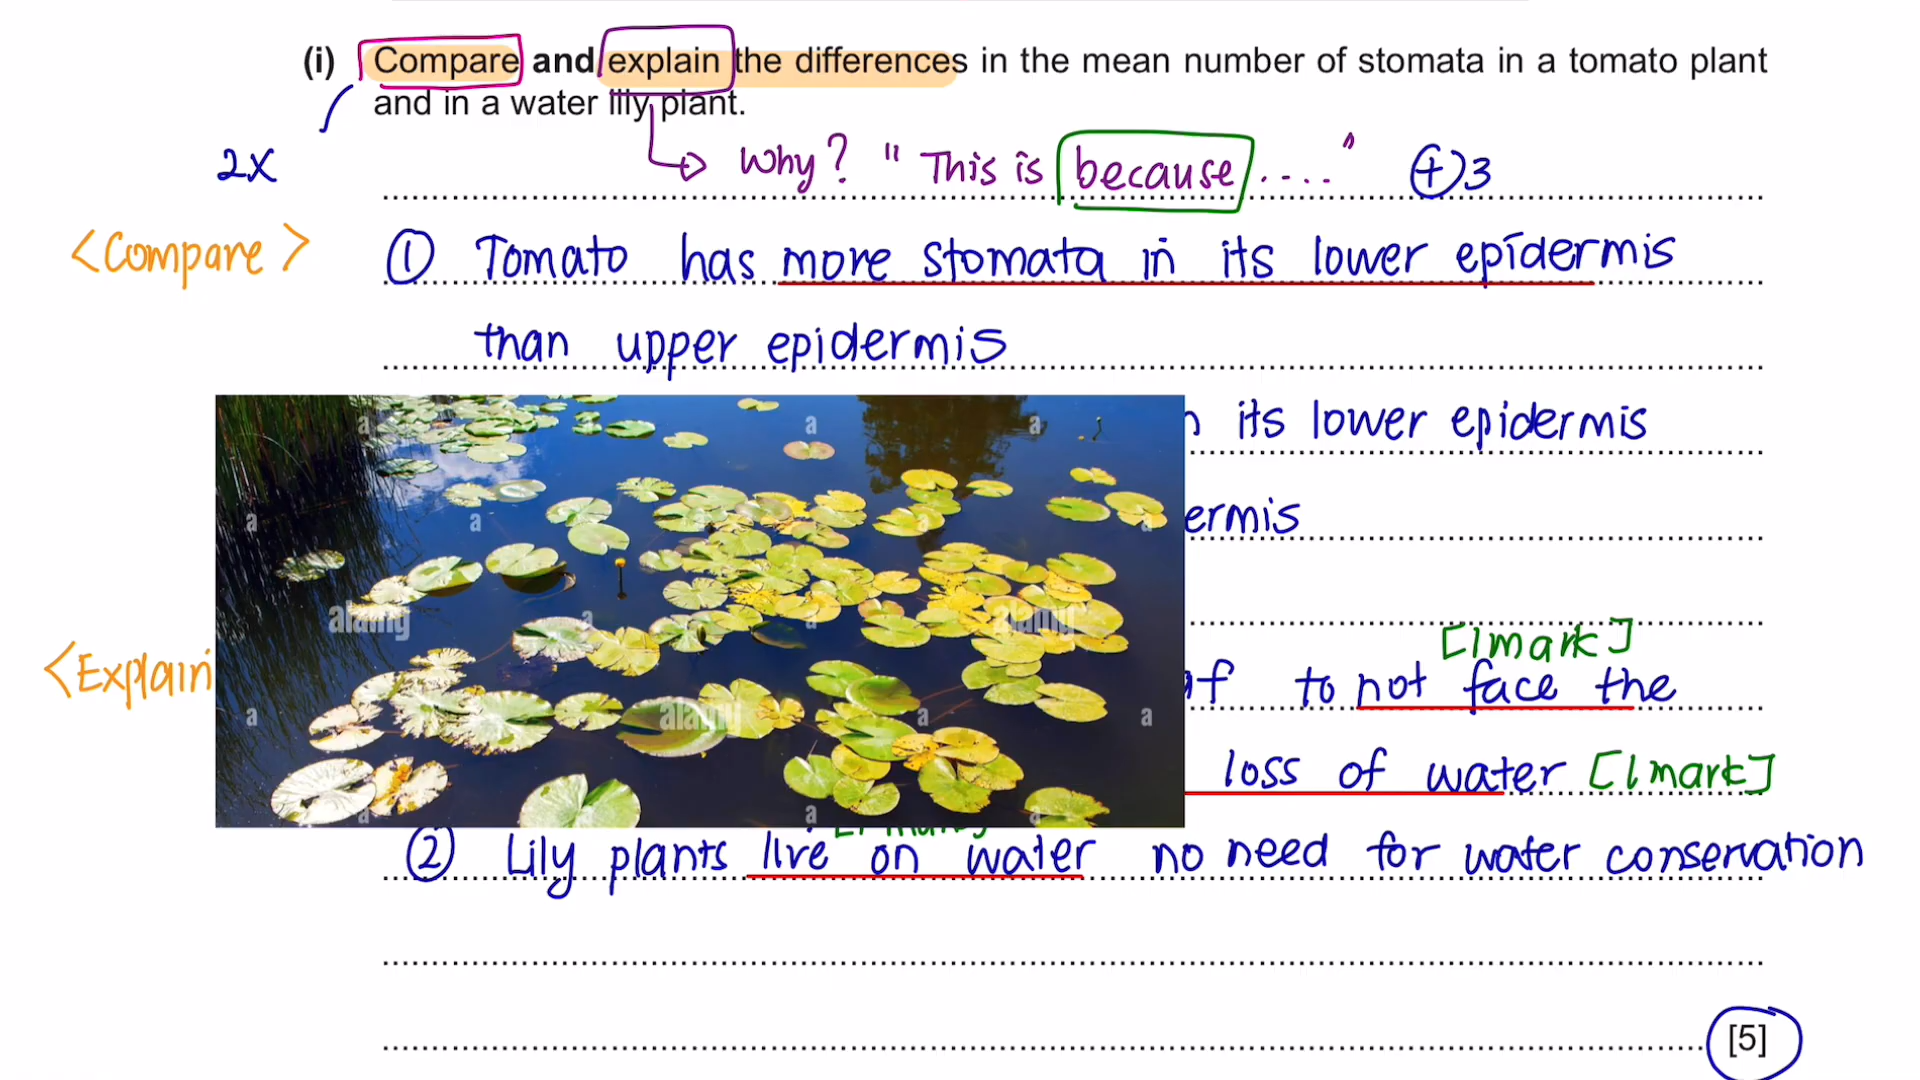 (i) Compare and explain the differences in the mean number of stomata in a tomato plant
and in a water lily plant.
2x
Why? " This is because .... " + 3
<Compare>
① Tomato has more stomata in its lower epidermis
than upper epidermis
its lower epidermis
ermis
[1 mark]
<Explain
to not face the
loss of water [1 mark]
② Lily plants live on water no need for water conservation
[5]
a a
a a
alamy a alamy
a alamy a a
a a